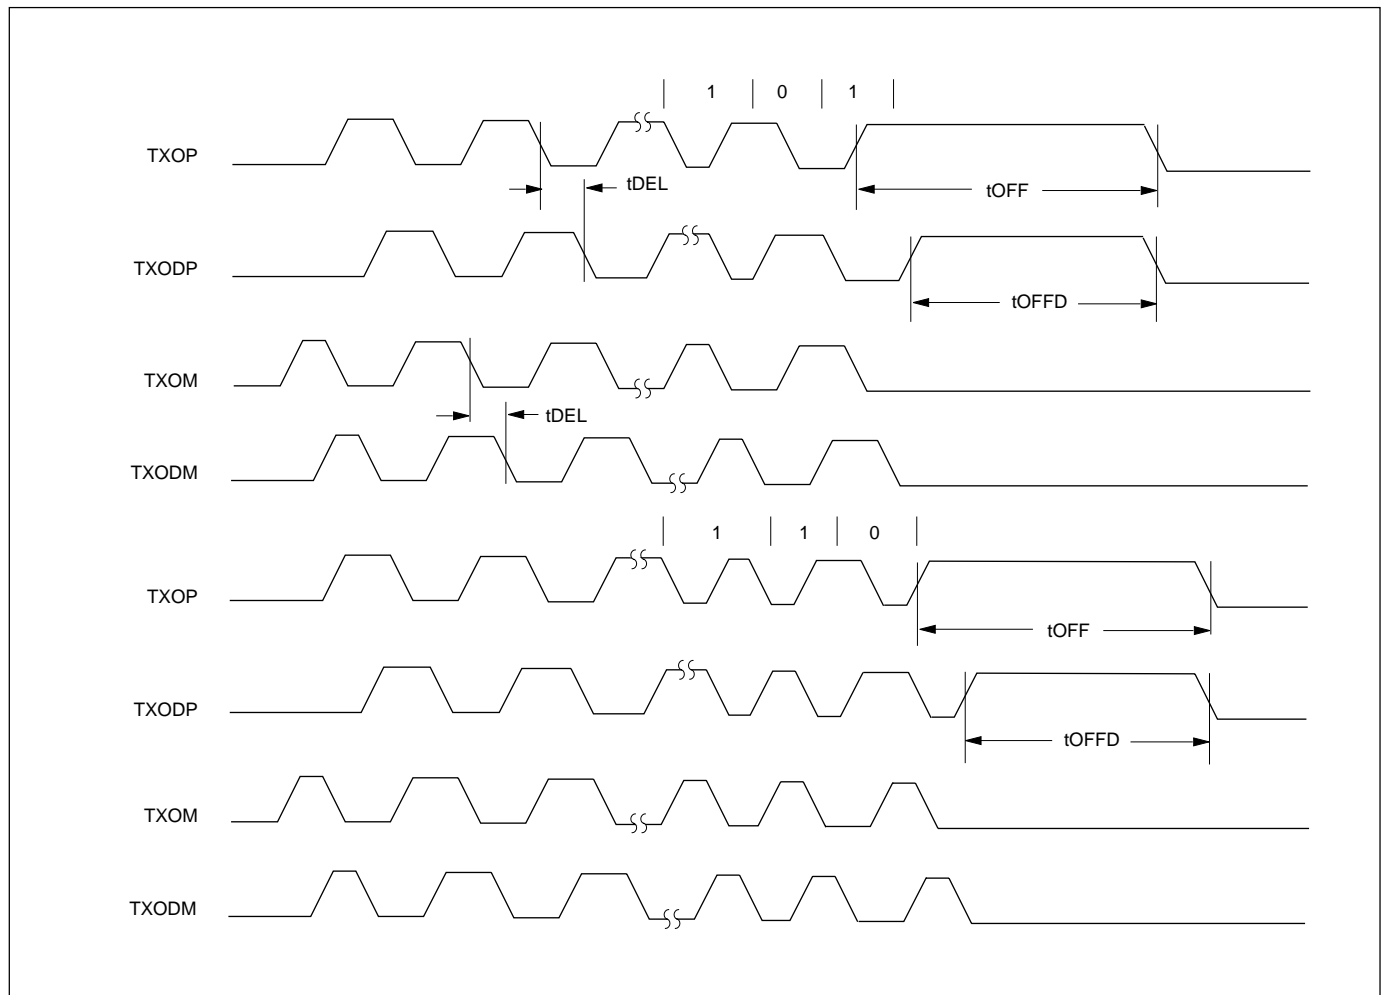 1 0 1
TXOP
tDEL
tOFF
TXODP
tOFFD
TXOM
tDEL
TXODM
1 1 0
TXOP
tOFF
TXODP
tOFFD
TXOM
TXODM